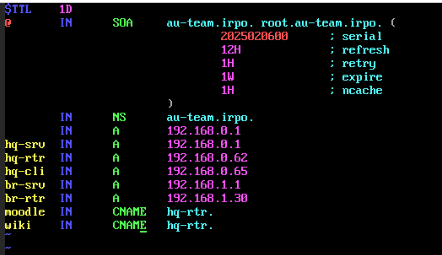 $TTL 1D
@ IN SOA au-team.irpo. root.au-team.irpo. (
2025020600 ; serial
12H ; refresh
1H ; retry
1W ; expire
1H ; ncache
)
IN NS au-team.irpo.
IN A 192.168.0.1
hq-srv IN A 192.168.0.1
hq-rtr IN A 192.168.0.62
hq-cli IN A 192.168.0.65
br-srv IN A 192.168.1.1
br-rtr IN A 192.168.1.30
moodle IN CNAME hq-rtr.
wiki IN CNAME hq-rtr.
~
~